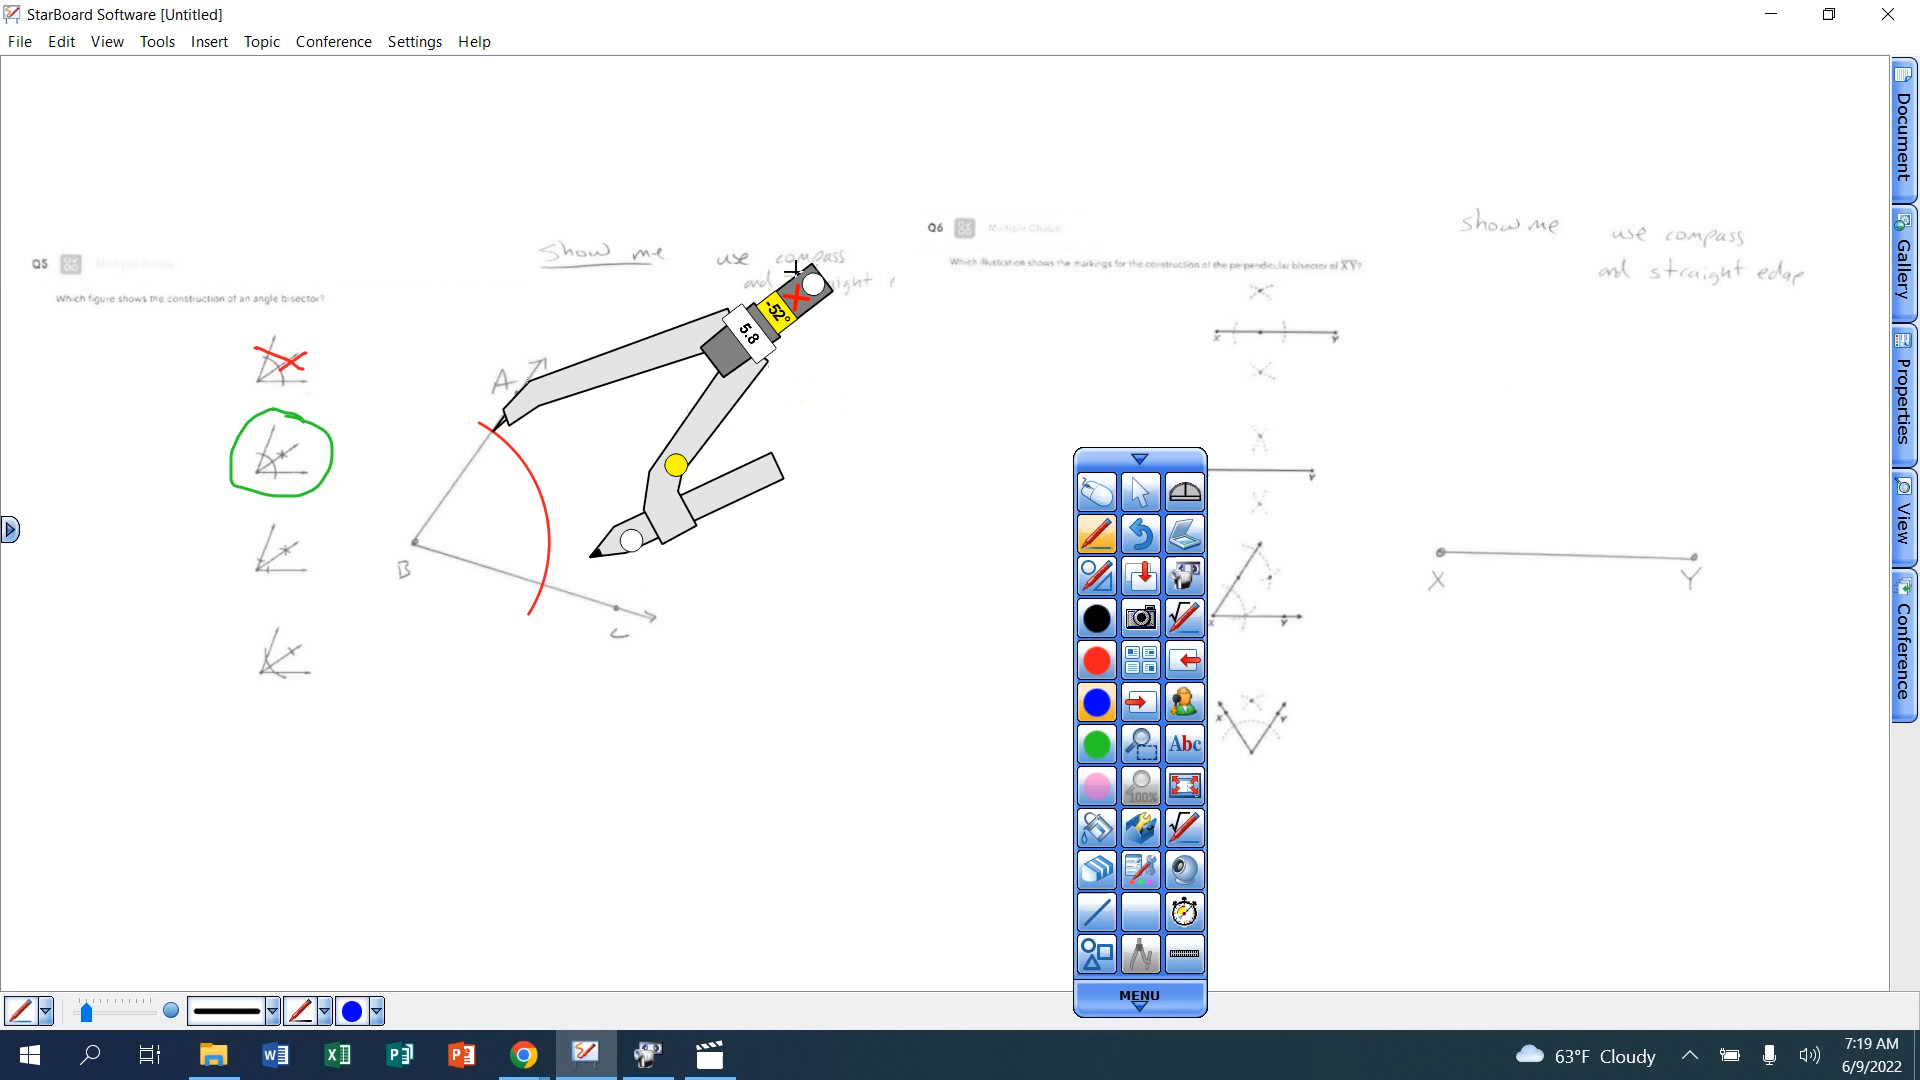 StarBoard Software [Untitled]
File Edit View Tools Insert Topic Conference Settings Help
Document
Gallery
Properties
View
Conference
Q5
Show me
use compass
and straight e
Which figure shows the construction of an angle bisector?
-52°
5.8
A
B
C
Q6 Multiple Choice
Show me
use compass
and straight edge
Which illustration shows the markings for the construction of the perpendicular bisector of XY?
X Y
Y
X Y
X Y
X Y
100%
Abc
MENU
7:19 AM
63°F Cloudy
6/9/2022